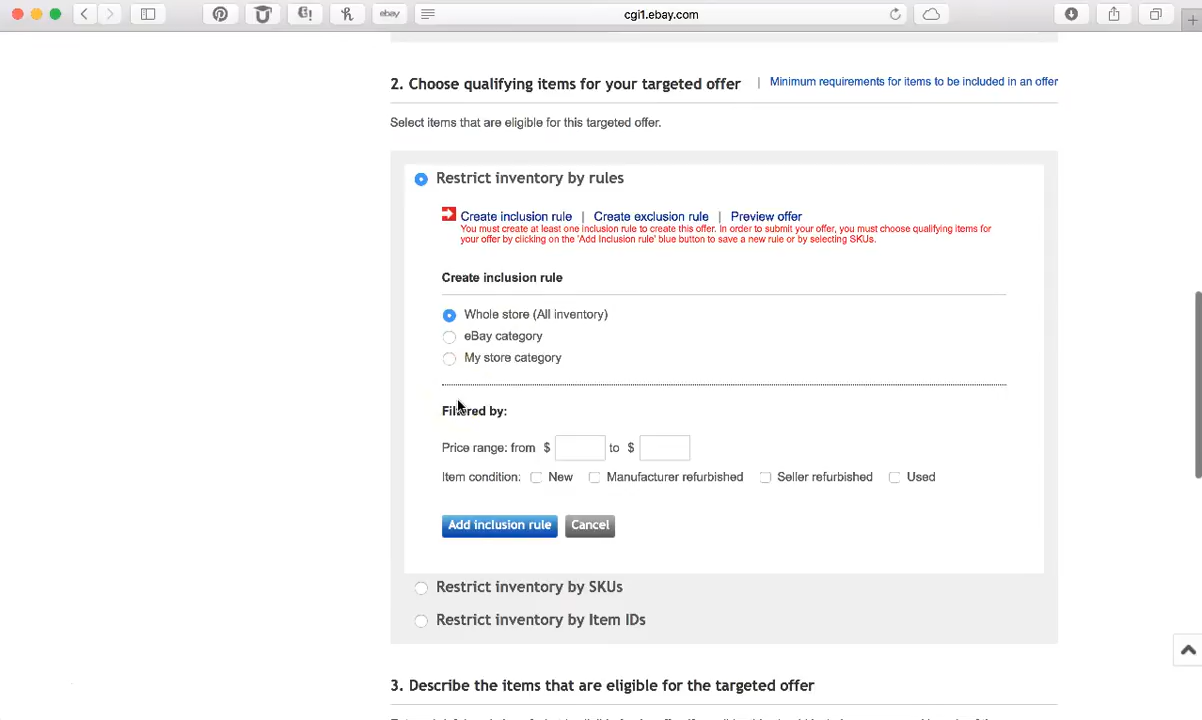 ebay
cgi1.ebay.com
2. Choose qualifying items for your targeted offer | Minimum requirements for items to be included in an offer
Select items that are eligible for this targeted offer.
Restrict inventory by rules
Create inclusion rule | Create exclusion rule | Preview offer
You must create at least one inclusion rule to create this offer. In order to submit your offer, you must choose qualifying items for
your offer by clicking on the 'Add Inclusion rule' blue button to save a new rule or by selecting SKUs.
Create inclusion rule
Whole store (All inventory)
eBay category
My store category
Filtered by:
Price range: from $ to $
Item condition: New Manufacturer refurbished Seller refurbished Used
Add inclusion rule Cancel
Restrict inventory by SKUs
Restrict inventory by Item IDs
3. Describe the items that are eligible for the targeted offer